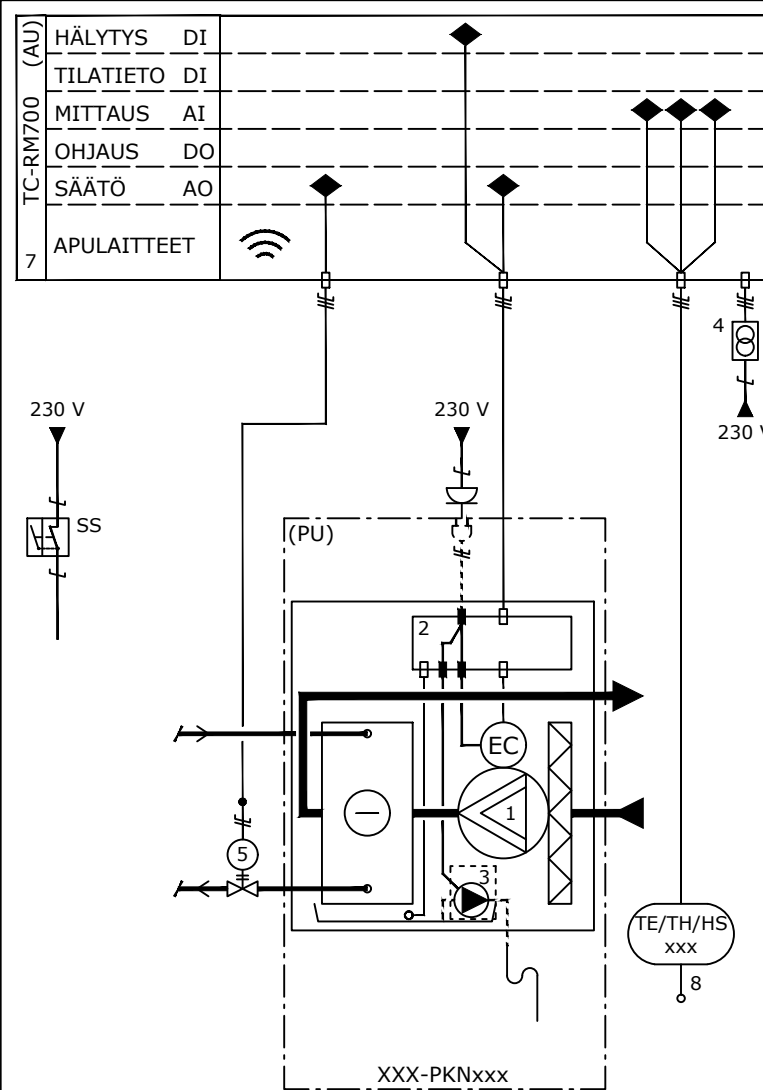 TC-RM700 (AU)
HÄLYTYS DI
TILATIETO DI
MITTAUS AI
OHJAUS DO
SÄÄTÖ AO
7 APULAITTEET
4
230 V
230 V
230 V
SS
(PU)
2
EC
1
5
3
TE/TH/HS
xxx
8
XXX-PKNxxx